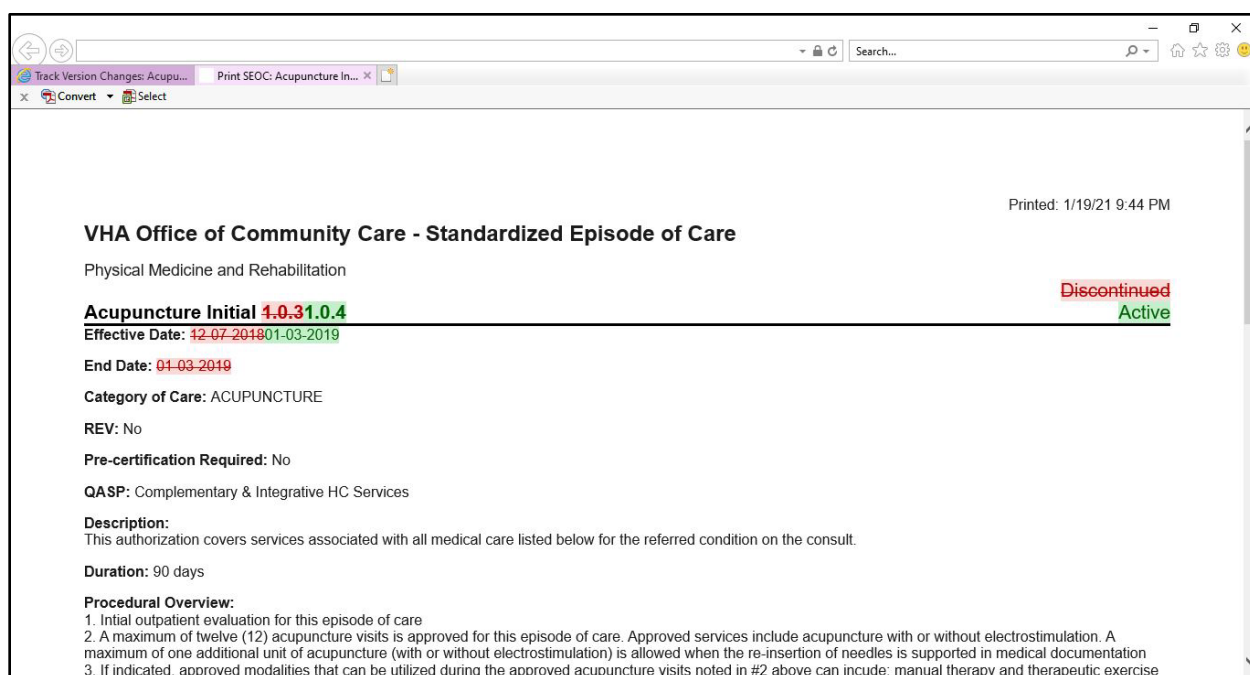 Search...
Track Version Changes: Acupu...
Print SEOC: Acupuncture In...
x Convert Select
Printed: 1/19/21 9:44 PM
VHA Office of Community Care - Standardized Episode of Care
Physical Medicine and Rehabilitation
Discontinued
Acupuncture Initial 1.0.31.0.4 Active
Effective Date: 12-07-201801-03-2019
End Date: 01-03-2019
Category of Care: ACUPUNCTURE
REV: No
Pre-certification Required: No
QASP: Complementary & Integrative HC Services
Description:
This authorization covers services associated with all medical care listed below for the referred condition on the consult.
Duration: 90 days
Procedural Overview:
1. Intial outpatient evaluation for this episode of care
2. A maximum of twelve (12) acupuncture visits is approved for this episode of care. Approved services include acupuncture with or without electrostimulation. A
maximum of one additional unit of acupuncture (with or without electrostimulation) is allowed when the re-insertion of needles is supported in medical documentation
3. If indicated, approved modalities that can be utilized during the approved acupuncture visits noted in #2 above can incude: manual therapy and therapeutic exercise